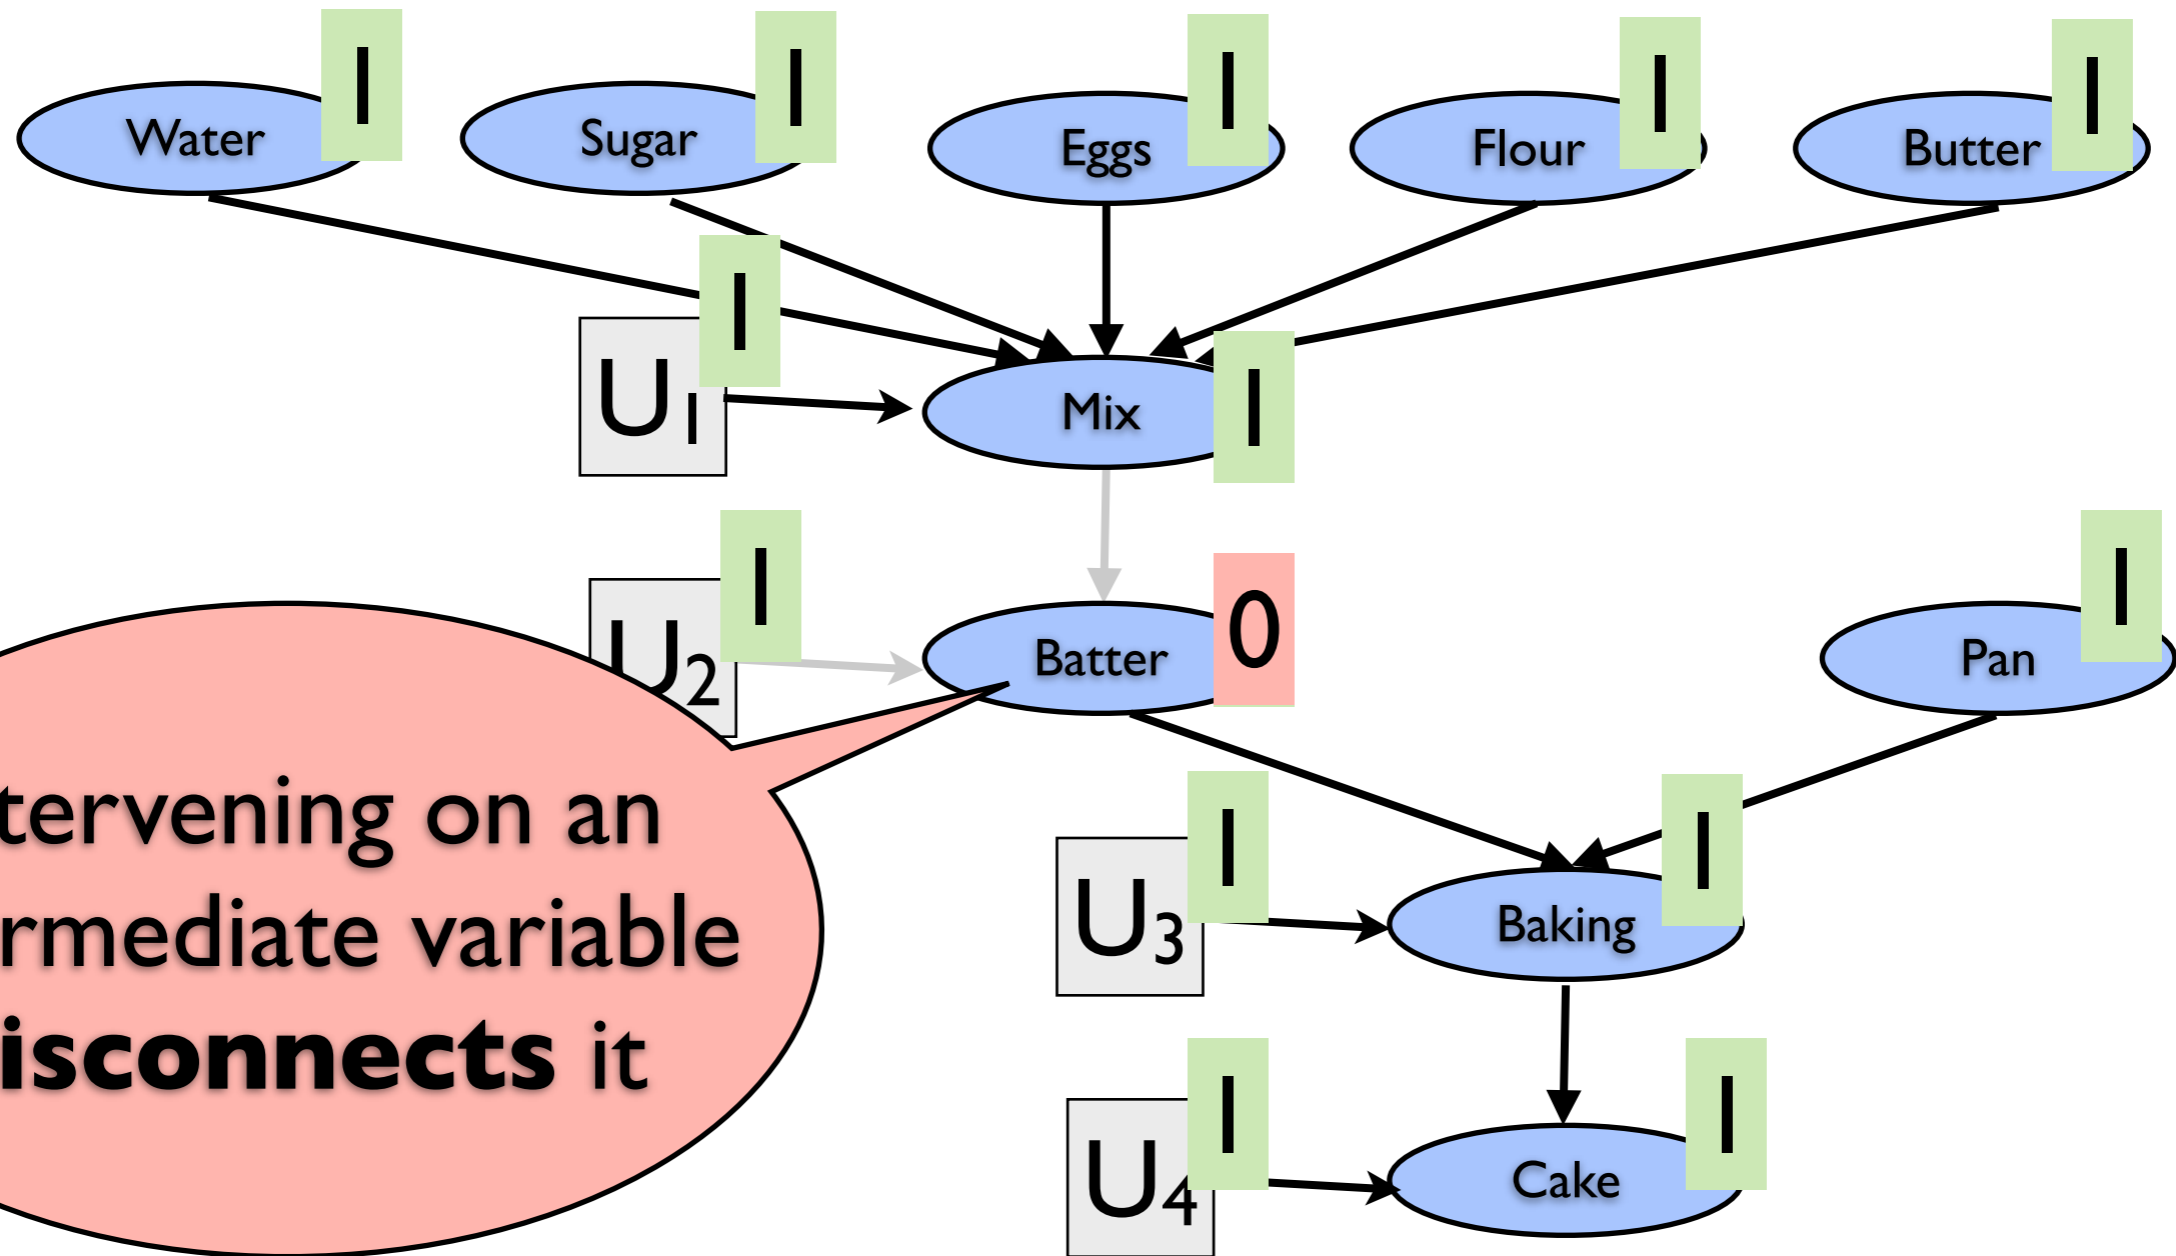 1 1 1 1 1
Water Sugar Eggs Flour Butter
1
U1 Mix 1
1 1
U2 Batter 0 Pan
tervening on an
rmediate variable
isconnects it
1 1
U3 Baking
1 1
U4 Cake